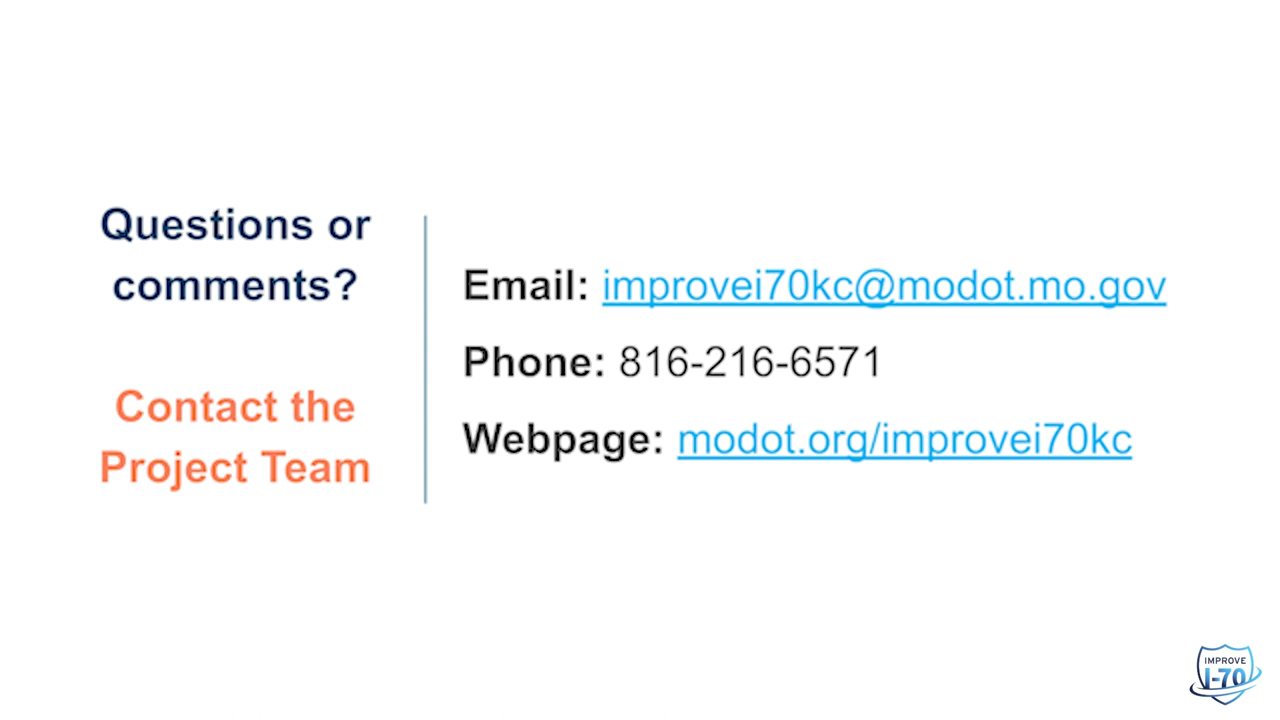 Questions or
comments?
Contact the
Project Team
Email: improvei70kc@modot.mo.gov
Phone: 816-216-6571
Webpage: modot.org/improvei70kc
IMPROVE
I-70